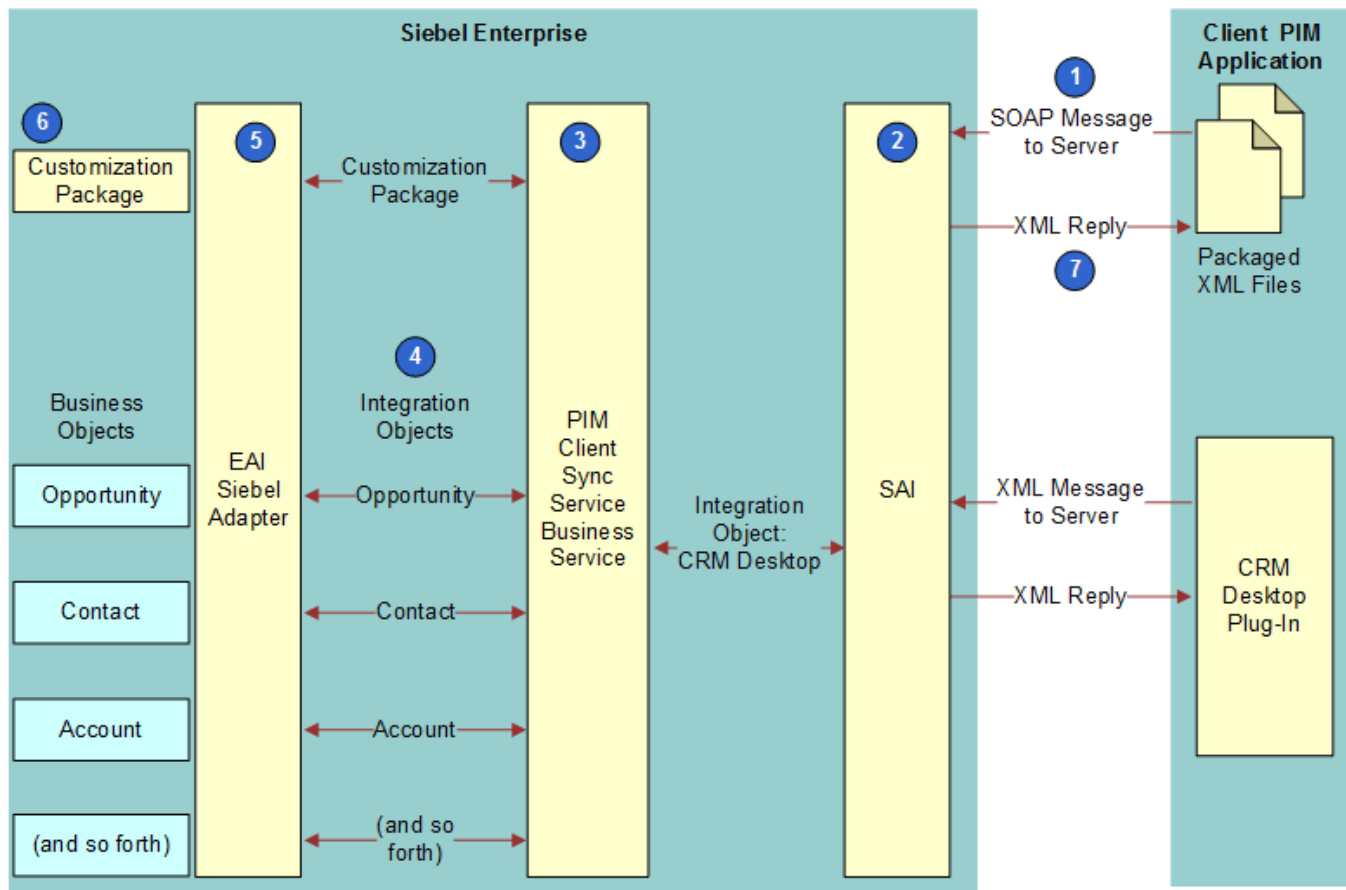 Siebel Enterprise
Client PIM
Application
1
SOAP Message
to Server
6
5
3
2
Customization
Package
Customization
Package
XML Reply
7
Packaged
XML Files
4
Business
Objects
Integration
Objects
EAI
Siebel
Adapter
PIM
Client
Sync
Service
Business
Service
Integration
Object:
CRM Desktop
SAI
XML Message
to Server
XML Reply
CRM
Desktop
Plug-In
Opportunity
Opportunity
Contact
Contact
Account
Account
(and so forth)
(and so
forth)